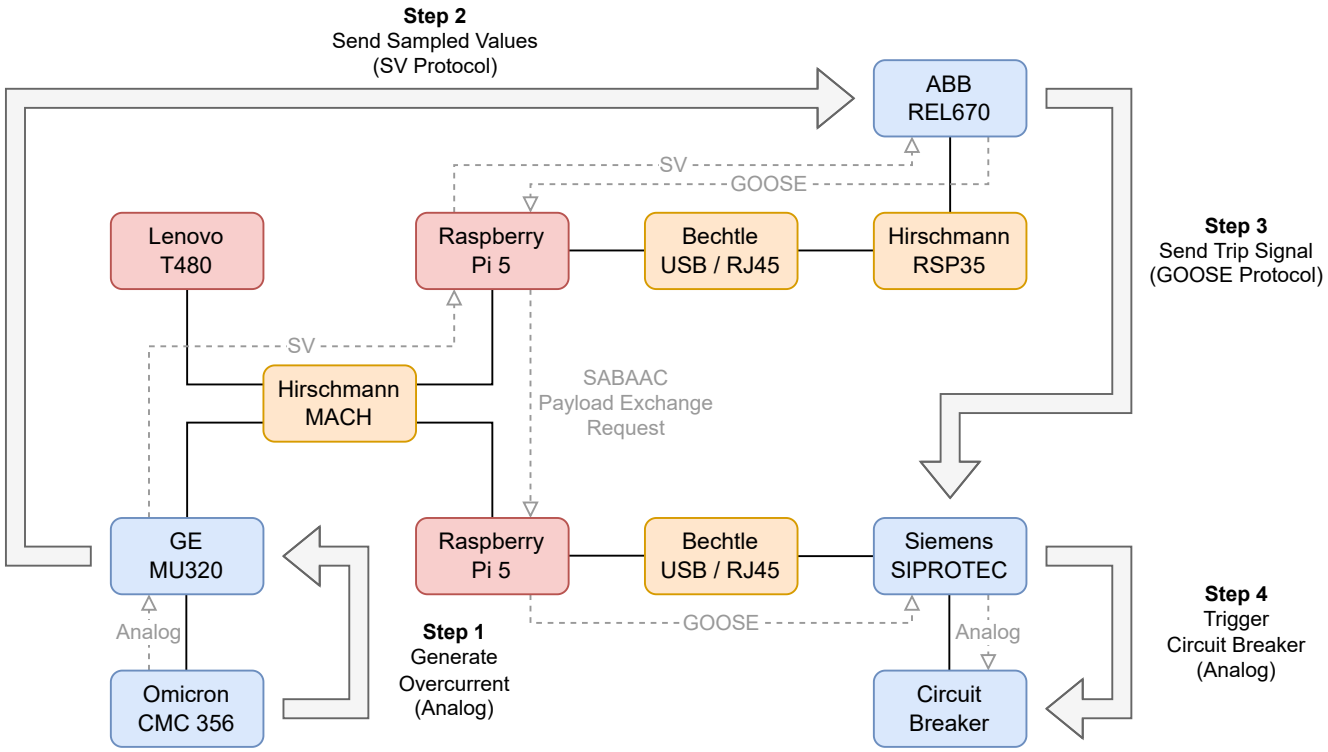 Step 2
Send Sampled Values
(SV Protocol)
ABB
REL670
SV
GOOSE
Lenovo
T480
Raspberry
Pi 5
Bechtle
USB / RJ45
Hirschmann
RSP35
Step 3
Send Trip Signal
(GOOSE Protocol)
SV
Hirschmann
MACH
SABAAC
Payload Exchange
Request
GE
MU320
Raspberry
Pi 5
Bechtle
USB / RJ45
Siemens
SIPROTEC
Analog
Step 1
Generate
Overcurrent
(Analog)
GOOSE
Analog
Step 4
Trigger
Circuit Breaker
(Analog)
Omicron
CMC 356
Circuit
Breaker